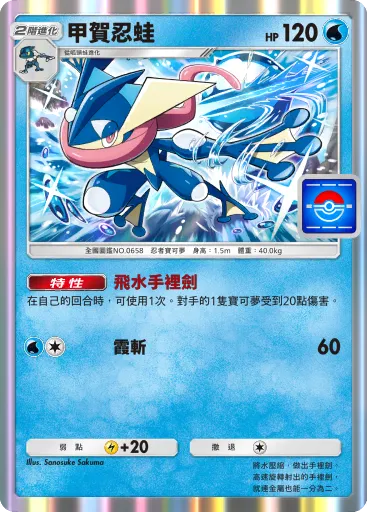 2階進化
甲賀忍蛙
HP 120
從呱頭蛙進化
全國圖鑑NO.0658 忍者寶可夢 身高：1.5m 體重：40.0kg
特性 飛水手裡劍
在自己的回合時，可使用1次。對手的1隻寶可夢受到20點傷害。
霞斬 60
弱點 +20 撤退
Illus. Sanosuke Sakuma
將水壓縮，做出手裡劍。
高速旋轉射出的手裡劍，
就連金屬也能一分為二。